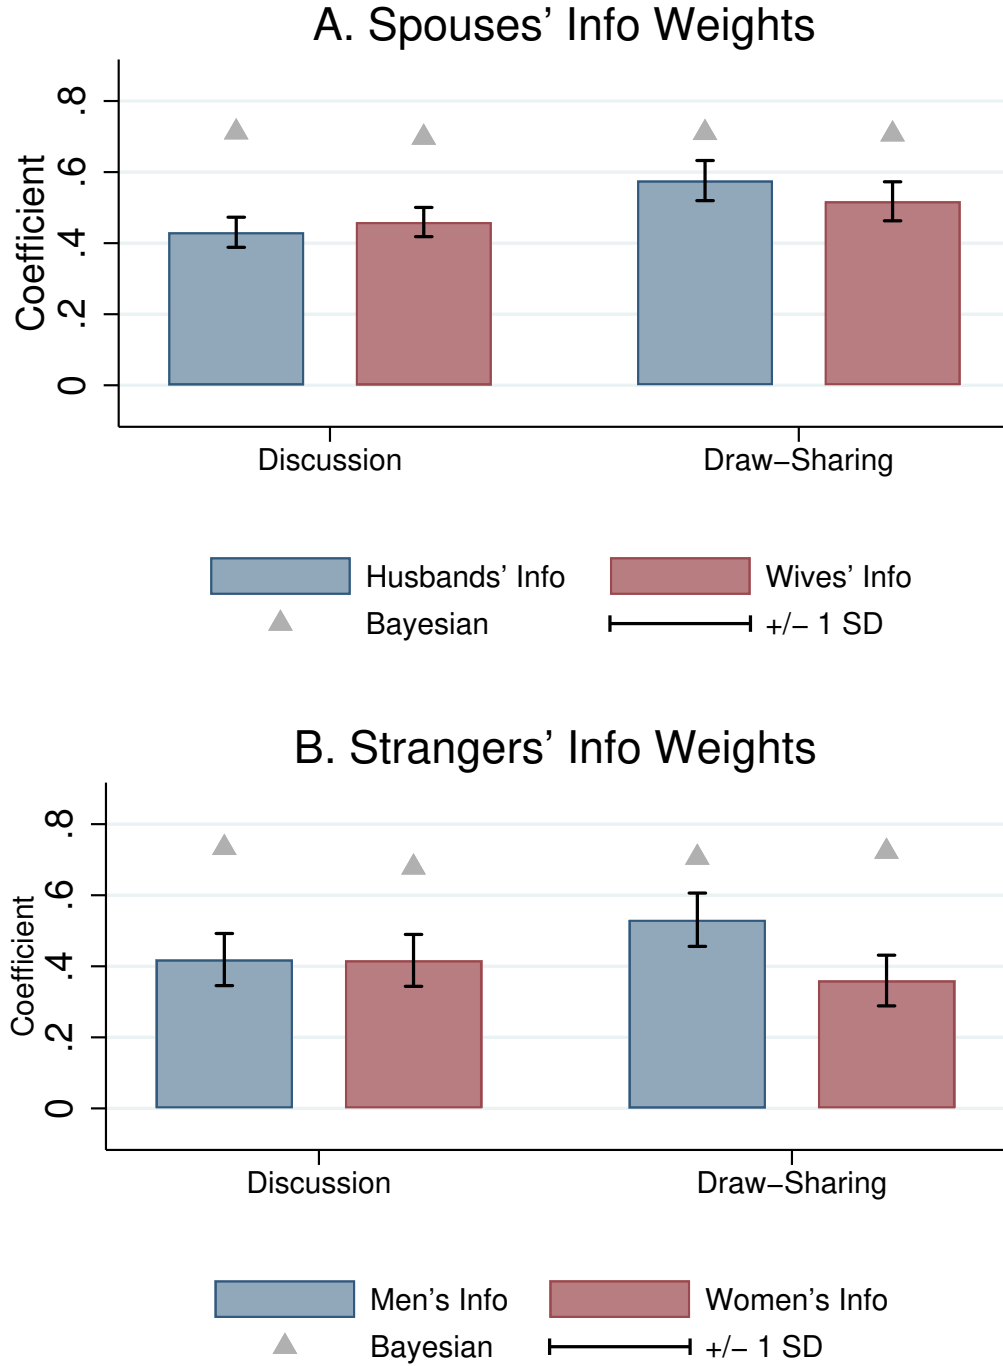 A. Spouses’ Info Weights
Coefficient
.8
.6
.4
.2
0
Discussion
Draw−Sharing
Husbands’ Info
Wives’ Info
Bayesian
+/− 1 SD
B. Strangers’ Info Weights
Coefficient
.8
.6
.4
.2
0
Discussion
Draw−Sharing
Men’s Info
Women’s Info
Bayesian
+/− 1 SD